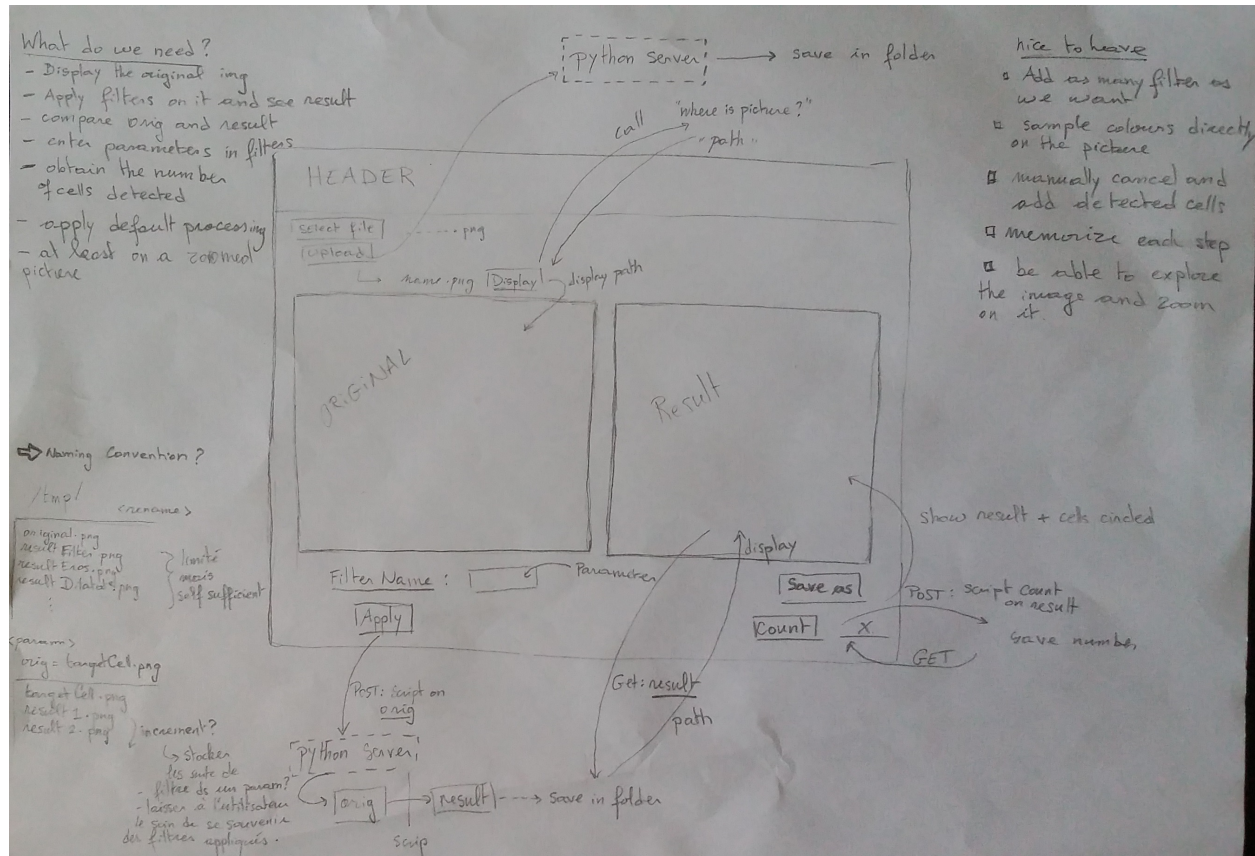 What do we need?
- Display the original img
- Apply filters on it and see result
- compare orig and result
- enter parameters in filters
- obtain the number
of cells detected
- apply default processing
- at least on a zoomed
picture
python server
save in folder
call
"where is picture?"
path
nice to have
Add as many filter as
we want
sample colours directly
on the picture
manually cancel and
add detected cells
memorize each step
be able to explore
the image and zoom
on it.
HEADER
select file
png
upload
name.png
Display
display path
ORIGINAL
Result
Naming Convention?
/tmp/
<rename>
original.png
result Filter.png
result Eros.png
result Dilatat.png
limité
mais
self sufficient
<param>
orig = targetCell.png
target Cell.png
result 1.png
result 2.png
increment?
stocker
les suite de
filtre ds un param?
- laisser à l'utilisateur
le soin de se souvenir
des filtres appliqués.
Filter Name :
Parameter
Apply
display
Save as
Count
X
show result + cells circled
POST: script count
on result
save number
GET
POST: script on
orig
python server
orig
result
save in folder
scrip
Get: result
path